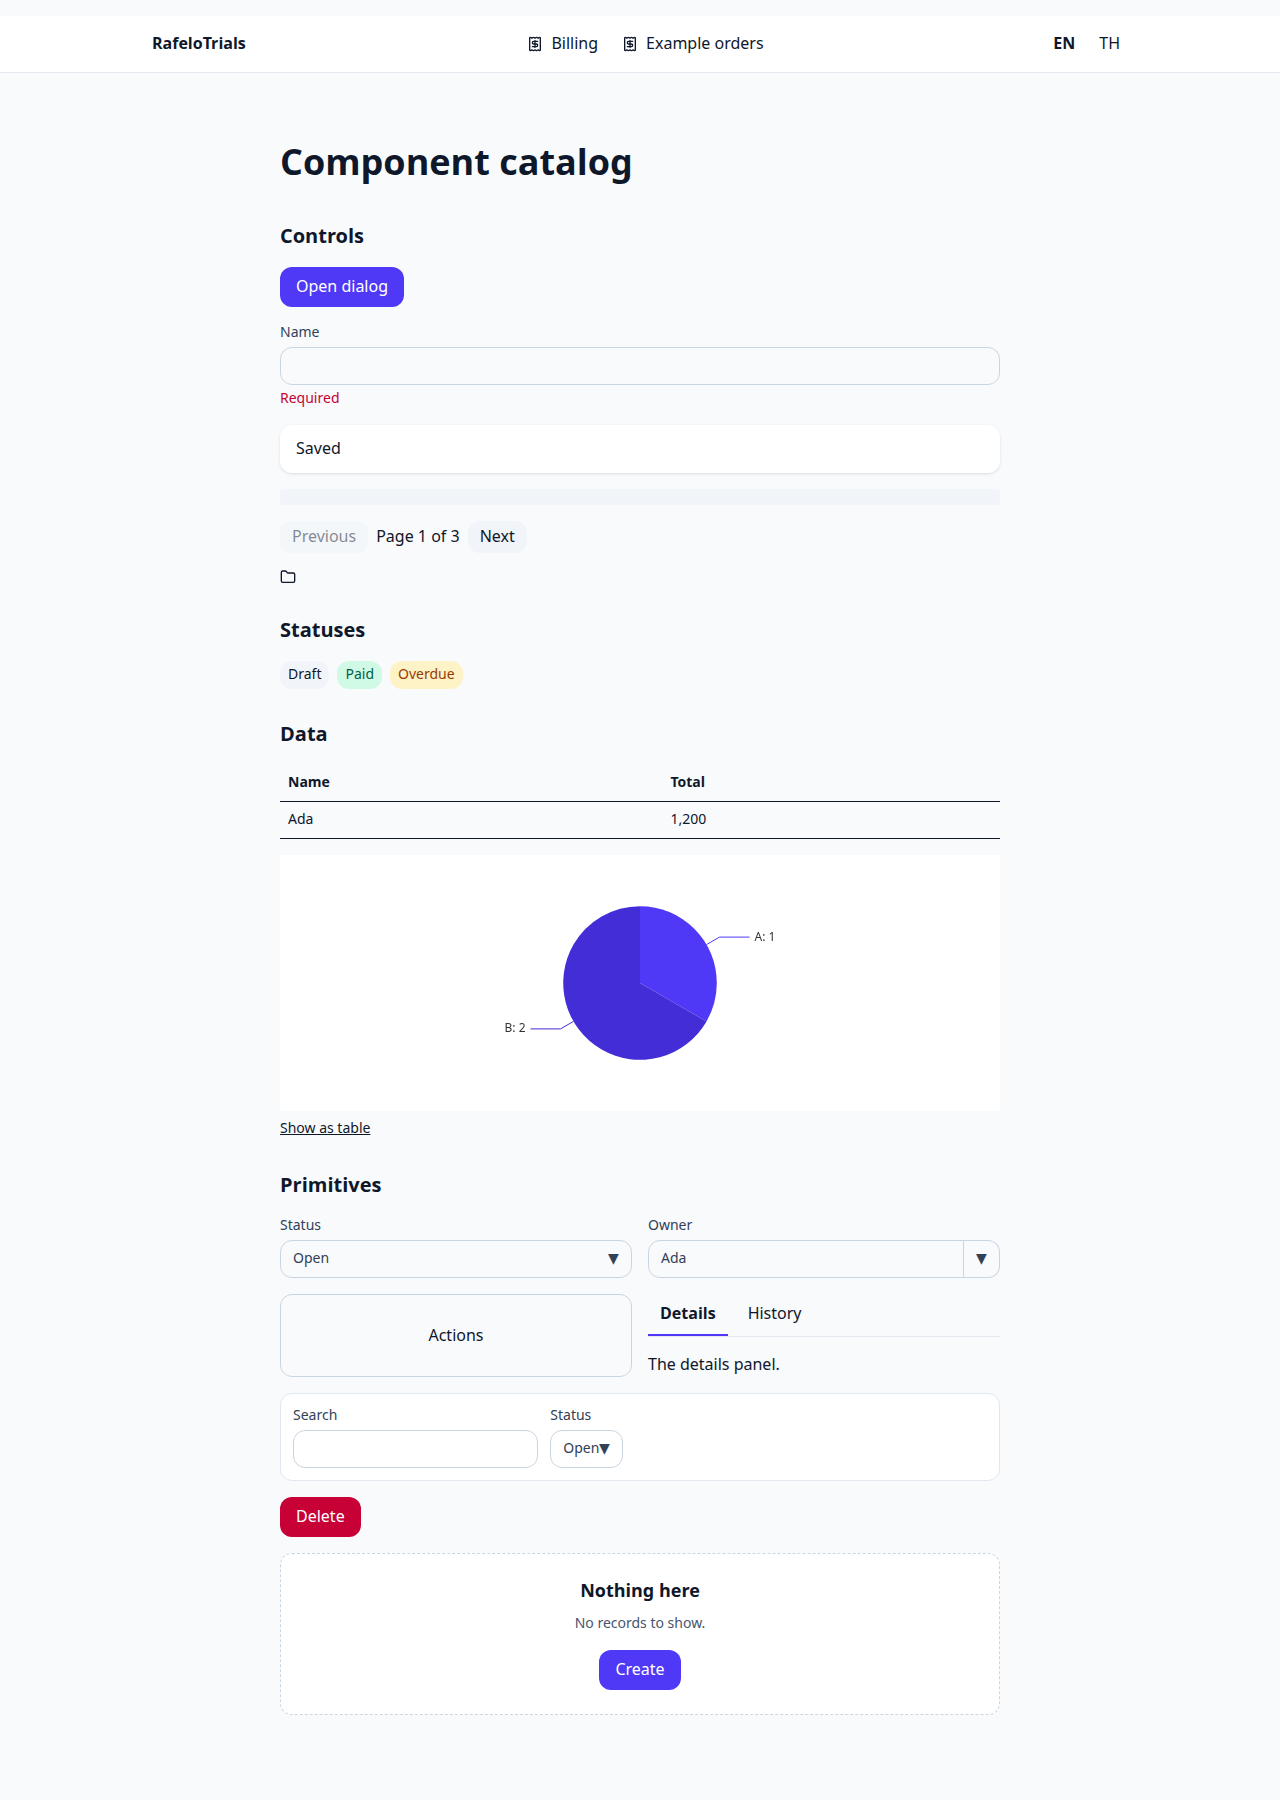 RafeloTrials
Billing
Example orders
EN
TH
Component catalog
Controls
Open dialog
Name
Required
Saved
Previous Page 1 of 3 Next
Statuses
Draft Paid Overdue
Data
Name Total
Ada 1,200
A: 1
B: 2
Show as table
Primitives
Status
Open ▼
Owner
Ada ▼
Actions
Details History
The details panel.
Search
Status
Open▼
Delete
Nothing here
No records to show.
Create